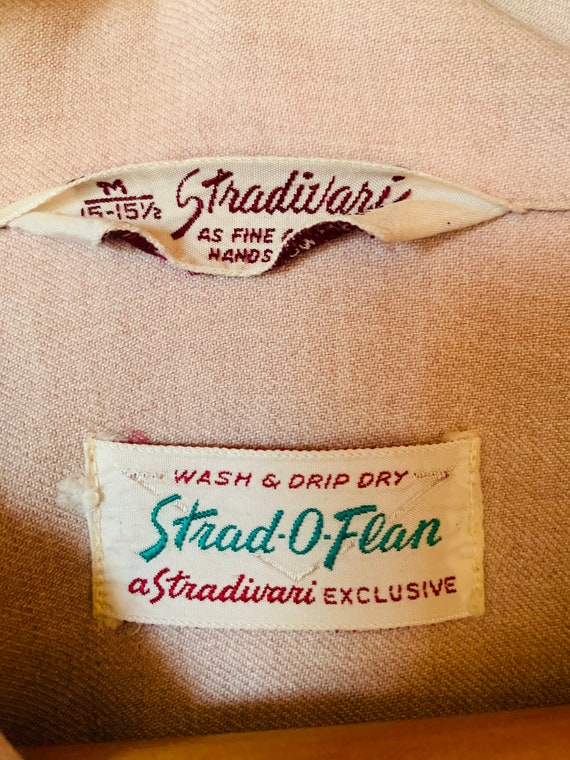 M
15-15½
Stradivari
AS FINE
HANDS
WASH & DRIP DRY
Strad-O-Flan
a Stradivari EXCLUSIVE